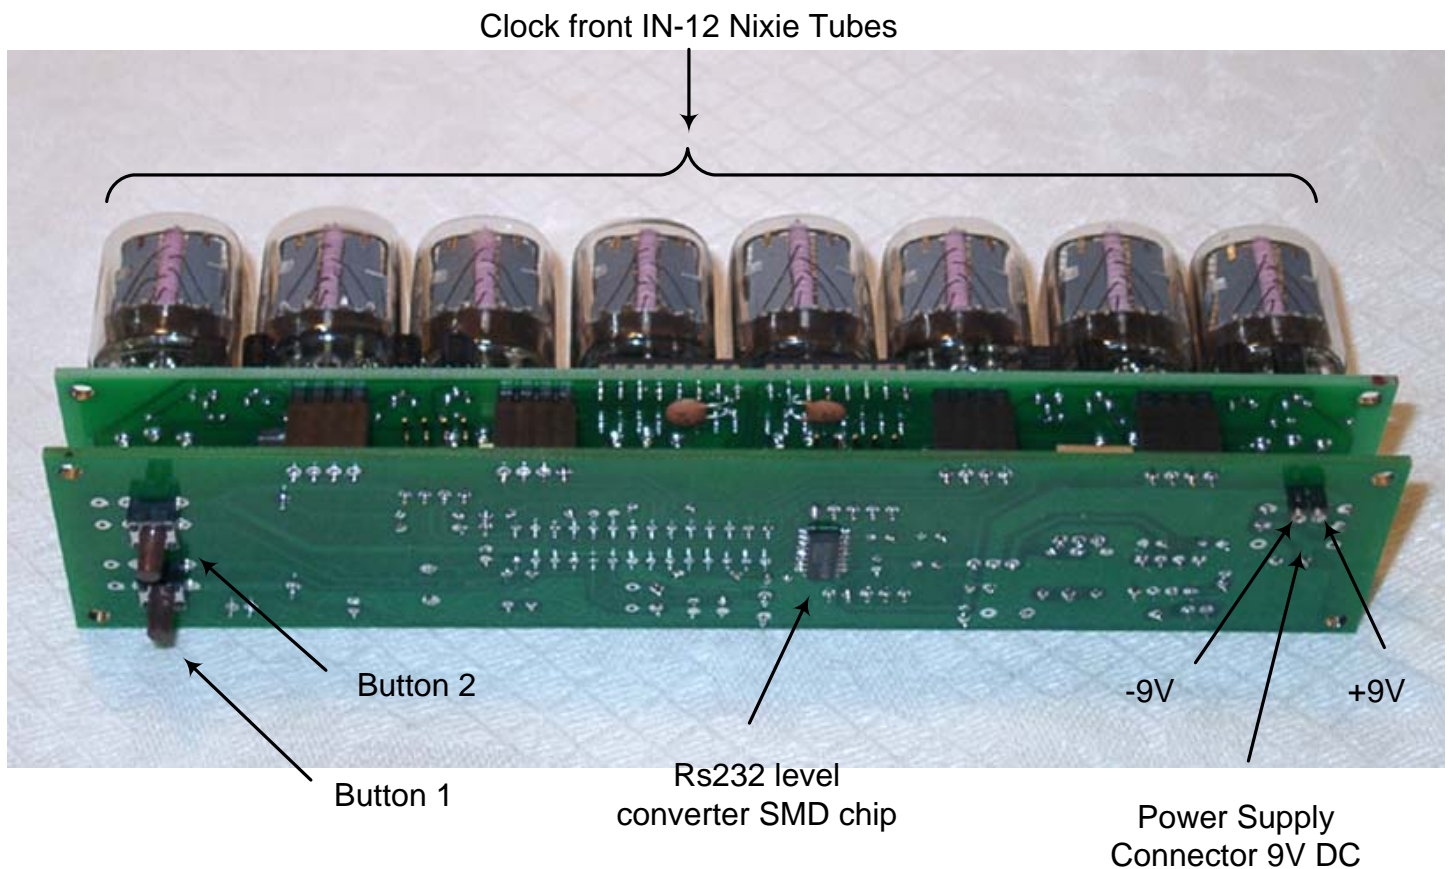 Clock front IN-12 Nixie Tubes
Button 2
-9V
+9V
Button 1
Rs232 level
converter SMD chip
Power Supply
Connector 9V DC